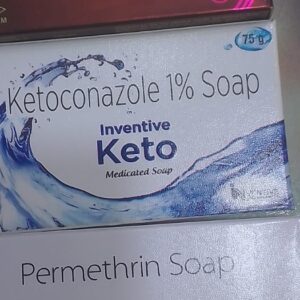 75 g
Ketoconazole 1% Soap
Inventive
Keto
Medicated Soap
Permethrin Soap